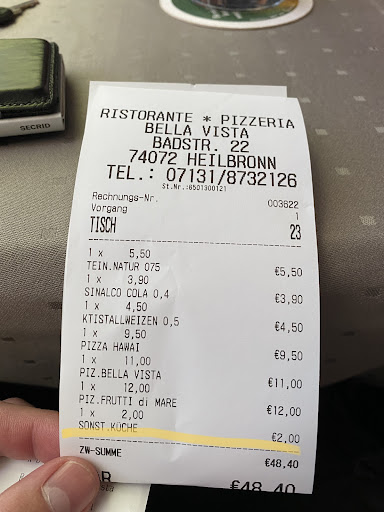 SECRID
RISTORANTE * PIZZERIA
BELLA VISTA
BADSTR. 22
74072 HEILBRONN
TEL.: 07131/8732126
St.Nr.:6501300121
Rechnungs-Nr. 003622
Vorgang 1
TISCH 23
1 x 5,50
TEIN.NATUR 075 €5,50
1 x 3,90
SINALCO COLA 0,4 €3,90
1 x 4,50
KTISTALLWEIZEN 0,5 €4,50
1 x 9,50
PIZZA HAWAI €9,50
1 x 11,00
PIZ.BELLA VISTA €11,00
1 x 12,00
PIZ.FRUTTI di MARE €12,00
1 x 2,00
SONST.KÜCHE €2,00
ZW-SUMME €48,40
€48,40